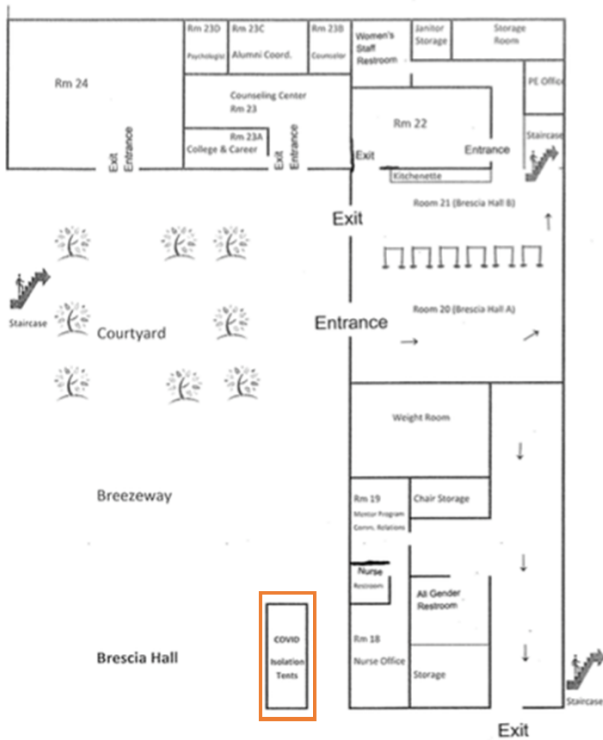 Rm 23D
Rm 23C
Rm 23B
Psychologist
Alumni Coord.
Counselor
Women's
Staff
Restroom
Janitor
Storage
Storage
Room
Rm 24
Counseling Center
Rm 23
PE Office
Rm 22
Rm 23A
College & Career
Staircase
Exit
Entrance
Exit
Entrance
Exit
Entrance
Kitchenette
Room 21 (Brescia Hall B)
Exit
Staircase
Courtyard
Entrance
Room 20 (Brescia Hall A)
Weight Room
Breezeway
Rm 19
Mentor Program
Comm. Relations
Chair Storage
Nurse
Restroom
All Gender
Restroom
COVID
Isolation
Tents
Brescia Hall
Rm 18
Nurse Office
Storage
Staircase
Exit